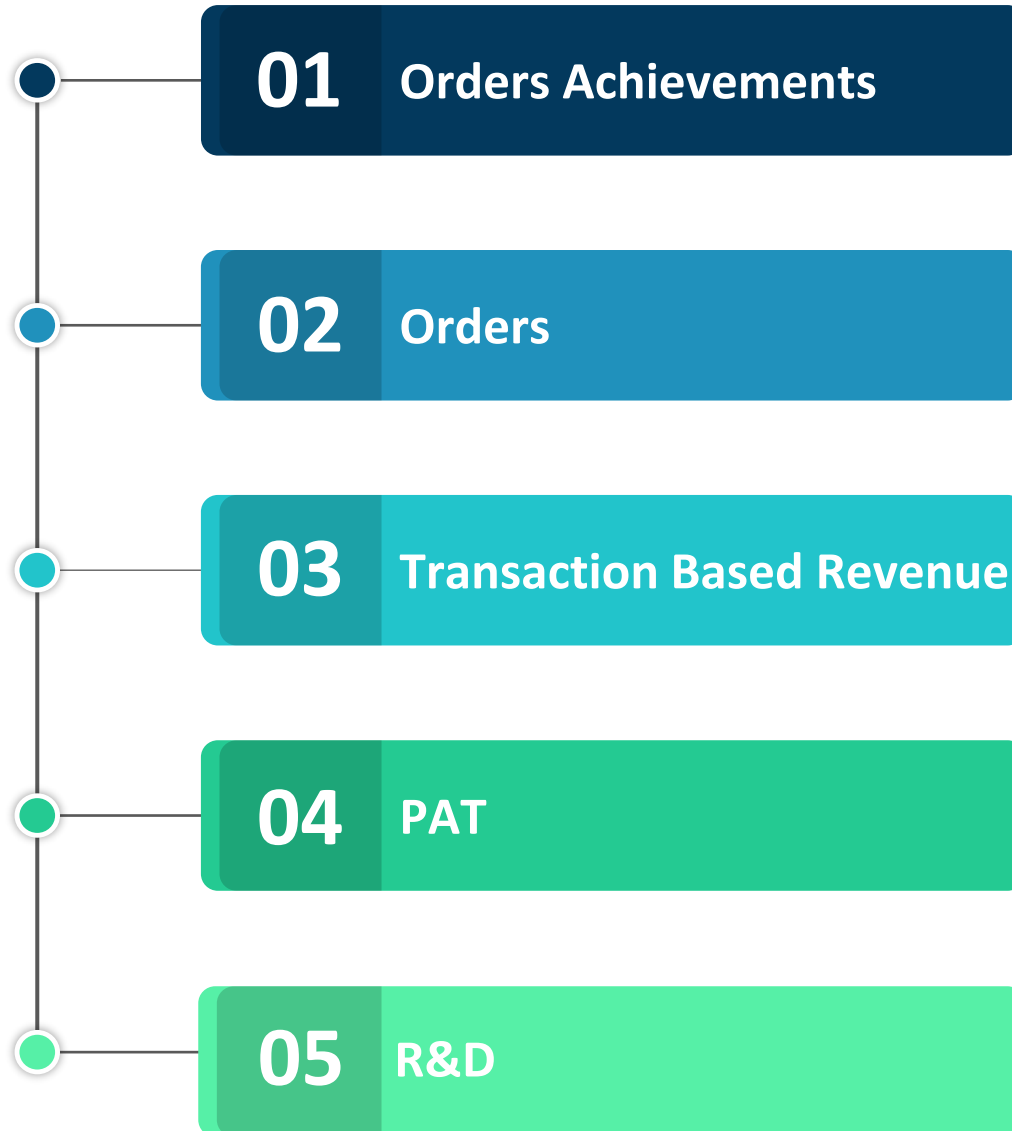 01 Orders Achievements
02 Orders
03 Transaction Based Revenue
04 PAT
05 R&D